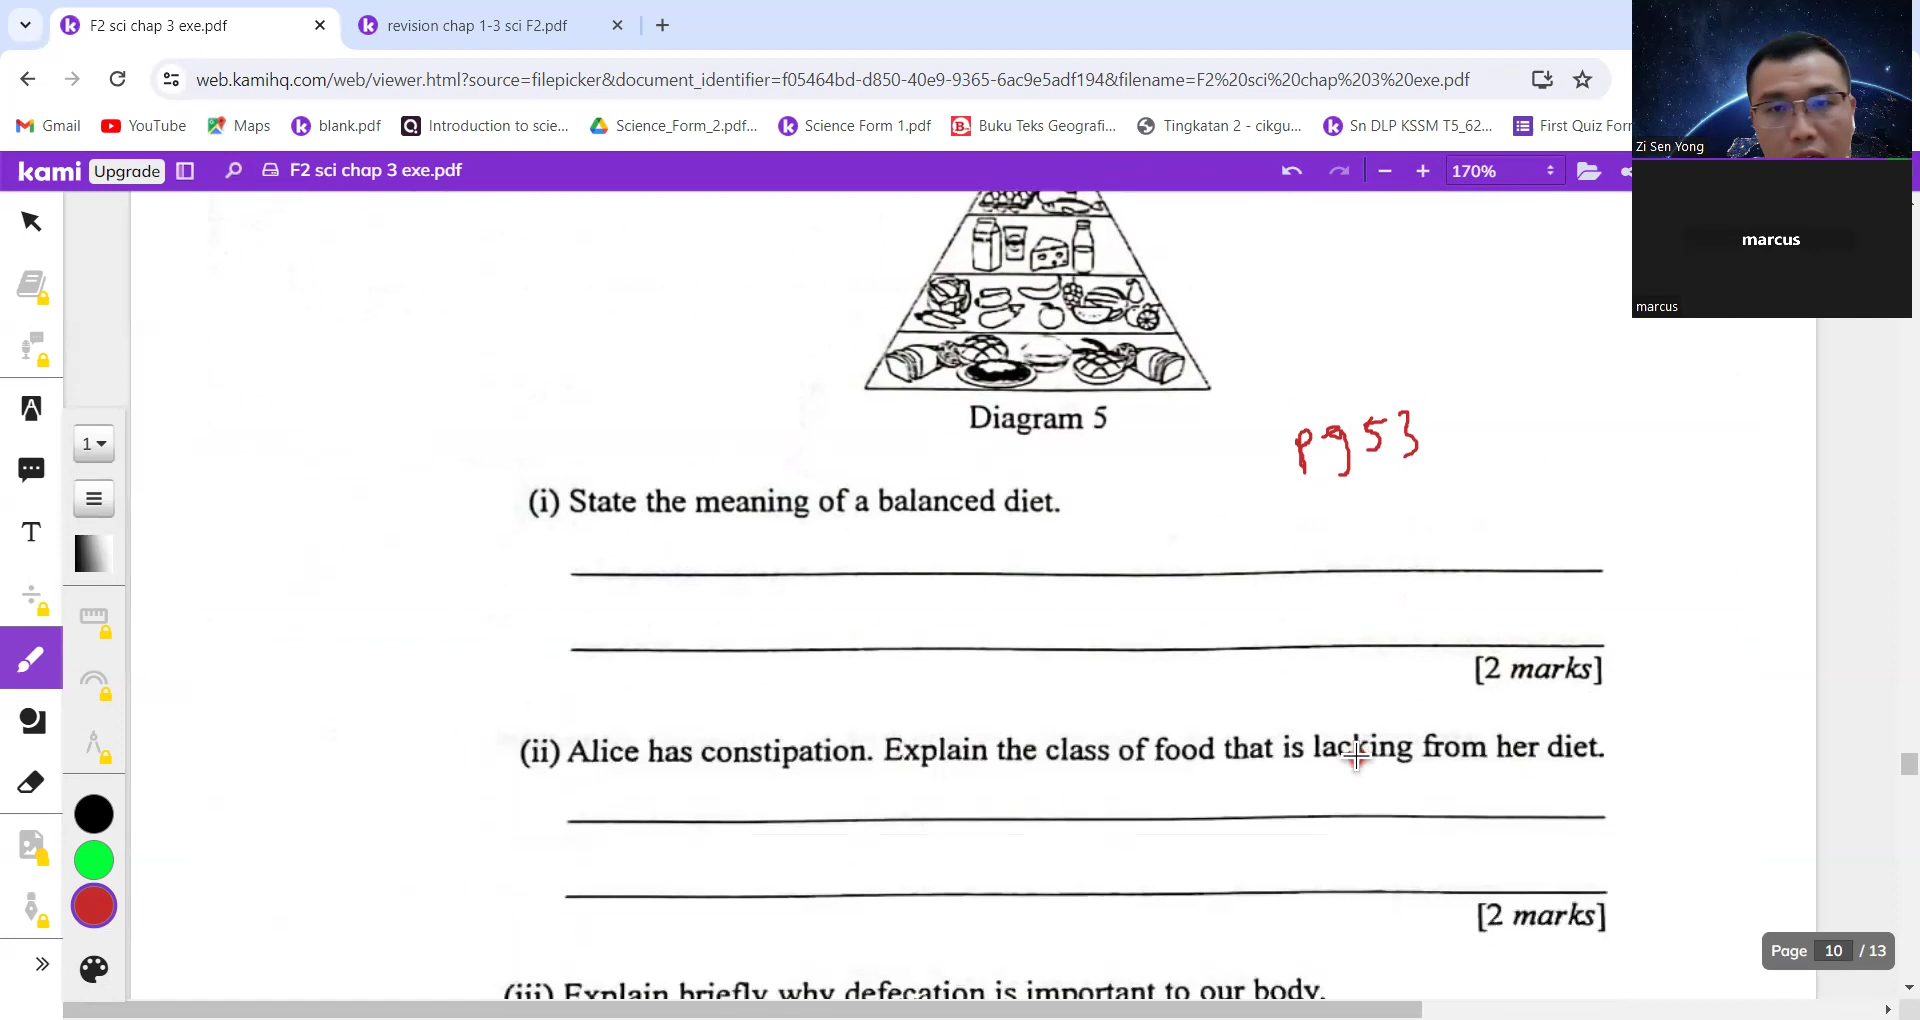 F2 sci chap 3 exe.pdf
revision chap 1-3 sci F2.pdf
web.kamihq.com/web/viewer.html?source=filepicker&document_identifier=f05464bd-d850-40e9-9365-6ac9e5adf194&filename=F2%20sci%20chap%203%20exe.pdf
Gmail
YouTube
Maps
blank.pdf
Introduction to scie...
Science_Form_2.pdf...
Science Form 1.pdf
Buku Teks Geografi...
Tingkatan 2 - cikgu...
Sn DLP KSSM T5_62...
First Quiz For
Zi Sen Yong
kami
Upgrade
F2 sci chap 3 exe.pdf
170%
marcus
marcus
Diagram 5
pg 53
1
T
(i) State the meaning of a balanced diet.
[2 marks]
(ii) Alice has constipation. Explain the class of food that is lacking from her diet.
[2 marks]
Page 10 / 13
(iii) Explain briefly why defecation is important to our body.